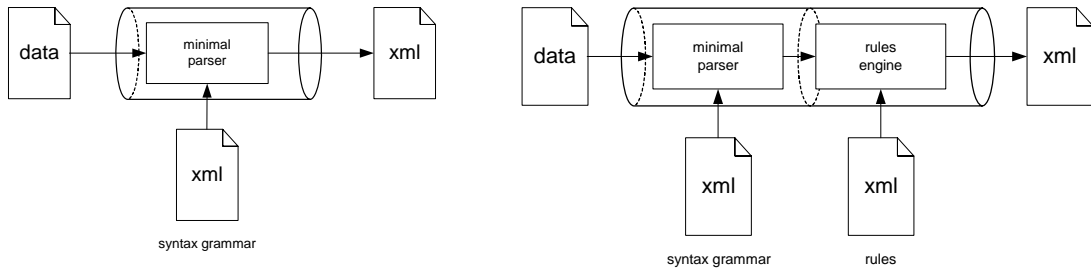 data
minimal
parser
xml
xml
syntax grammar
data
minimal
parser
rules
engine
xml
xml
xml
syntax grammar
rules